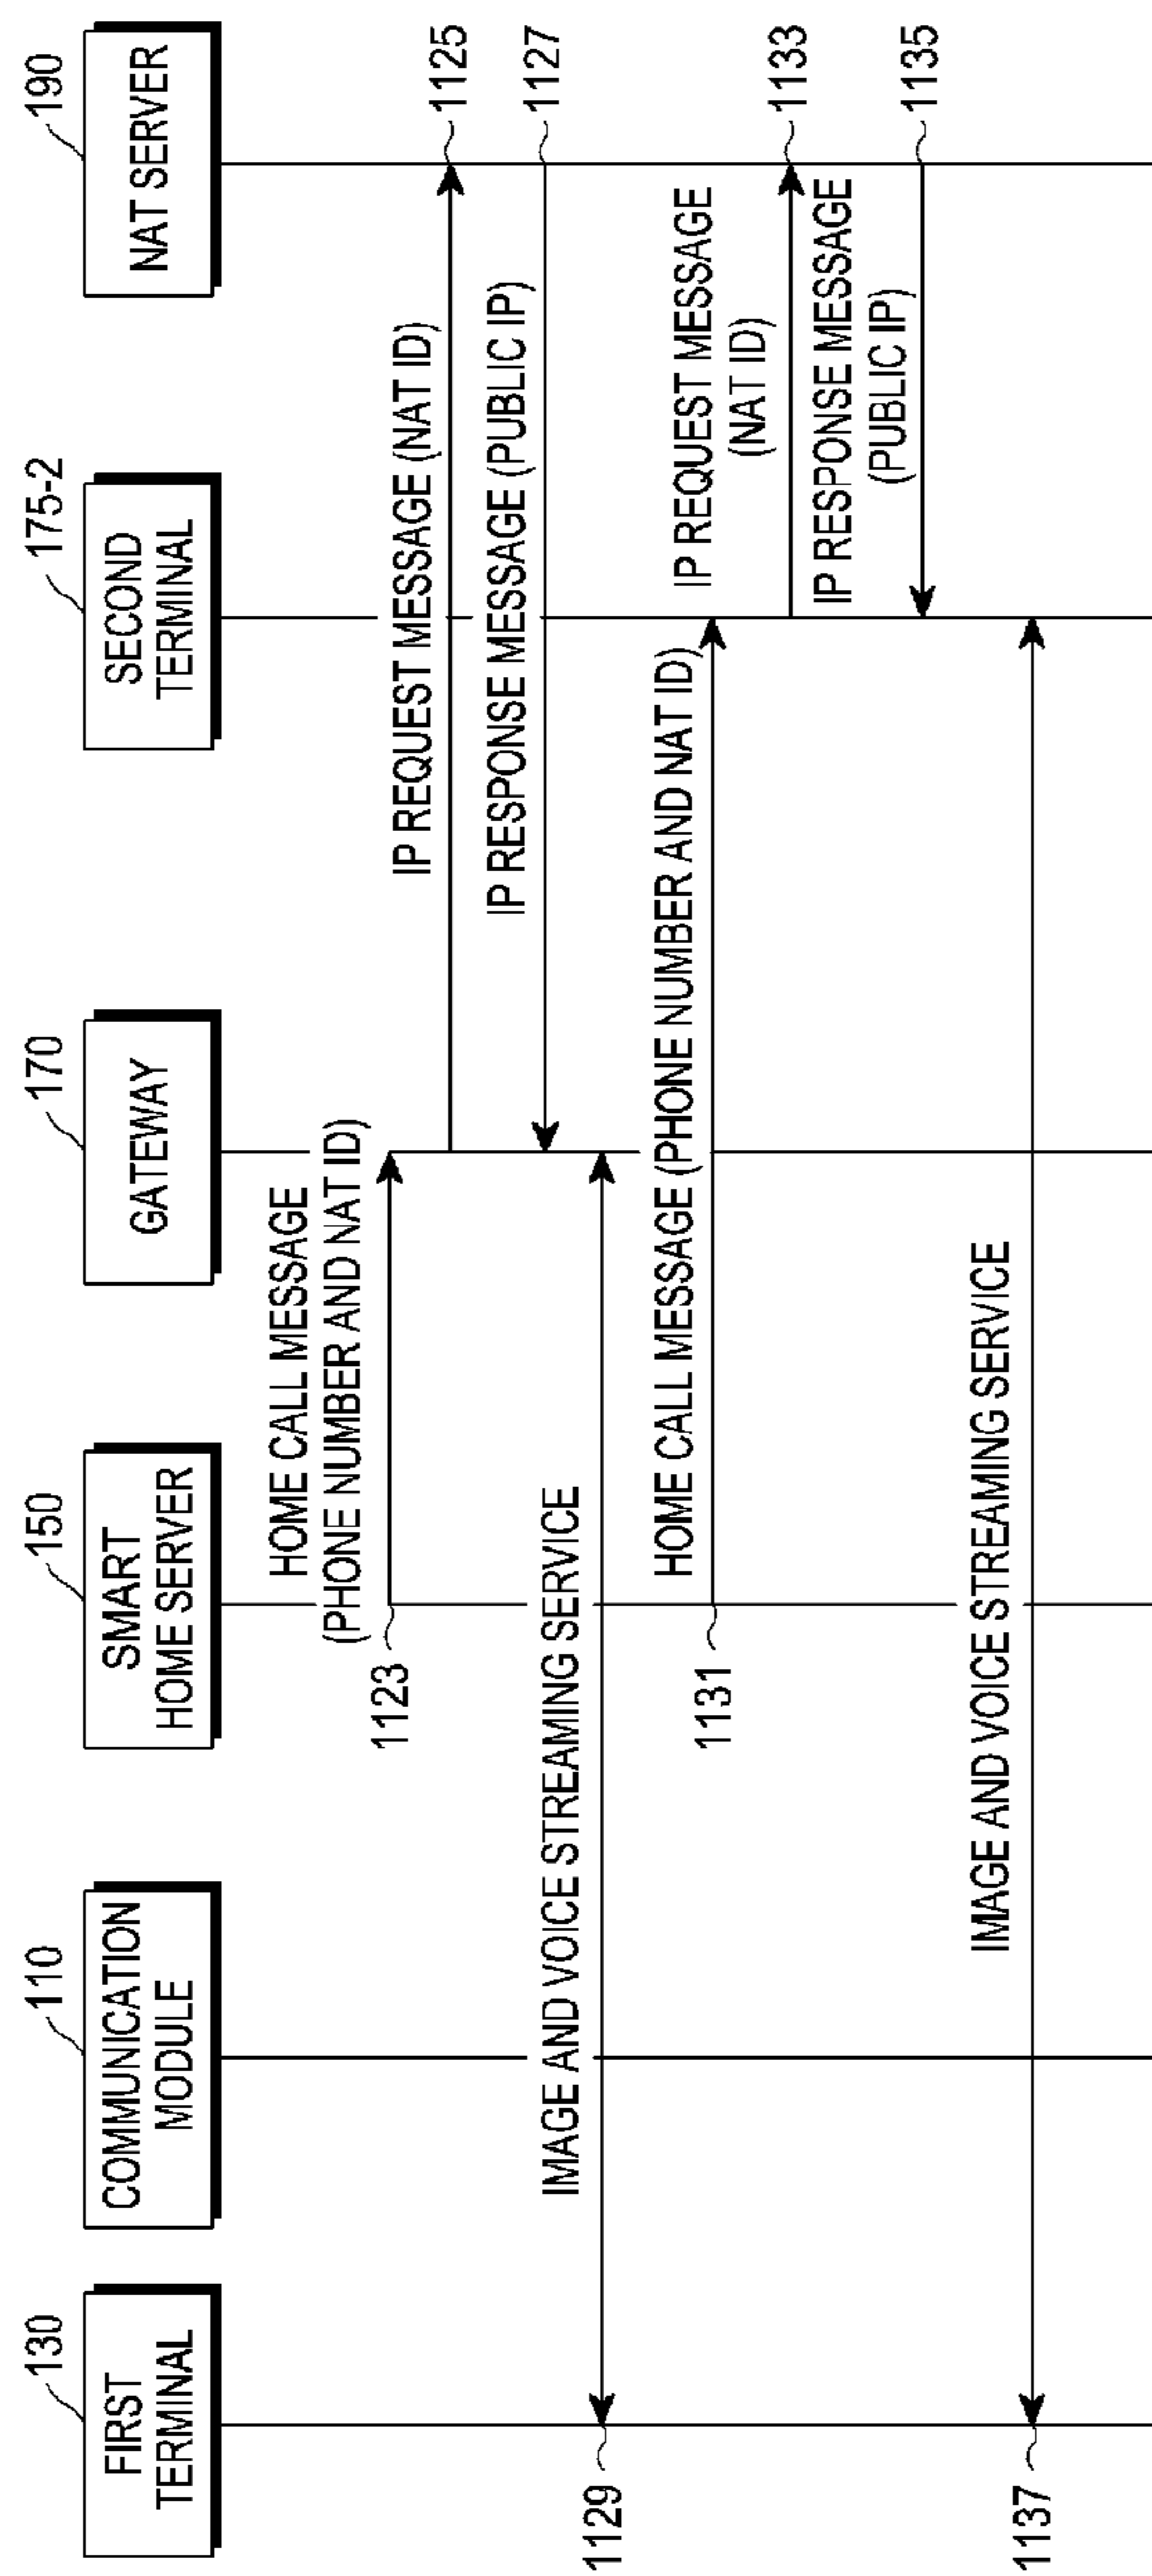 130
FIRST
TERMINAL
110
COMMUNICATION
MODULE
150
SMART
HOME SERVER
170
GATEWAY
175-2
SECOND
TERMINAL
190
NAT SERVER
HOME CALL MESSAGE
(PHONE NUMBER AND NAT ID)
1123
IP REQUEST MESSAGE (NAT ID)
1125
IP RESPONSE MESSAGE (PUBLIC IP)
1127
IMAGE AND VOICE STREAMING SERVICE
1129
HOME CALL MESSAGE (PHONE NUMBER AND NAT ID)
1131
IP REQUEST MESSAGE
(NAT ID)
1133
IP RESPONSE MESSAGE
(PUBLIC IP)
1135
IMAGE AND VOICE STREAMING SERVICE
1137